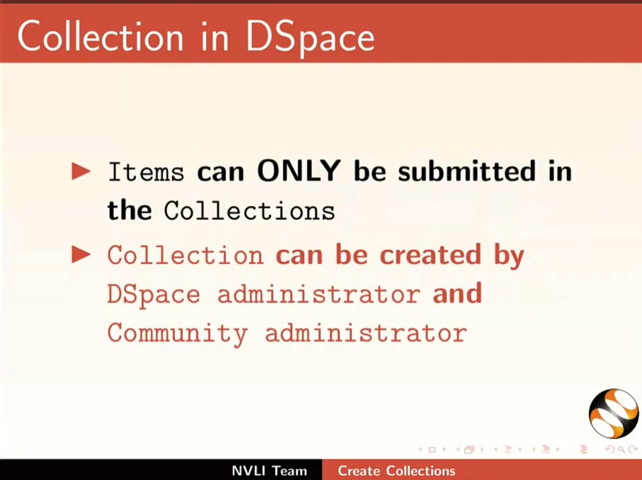 Collection in DSpace
Items can ONLY be submitted in
the Collections
Collection can be created by
DSpace administrator and
Community administrator
NVLI Team
Create Collections